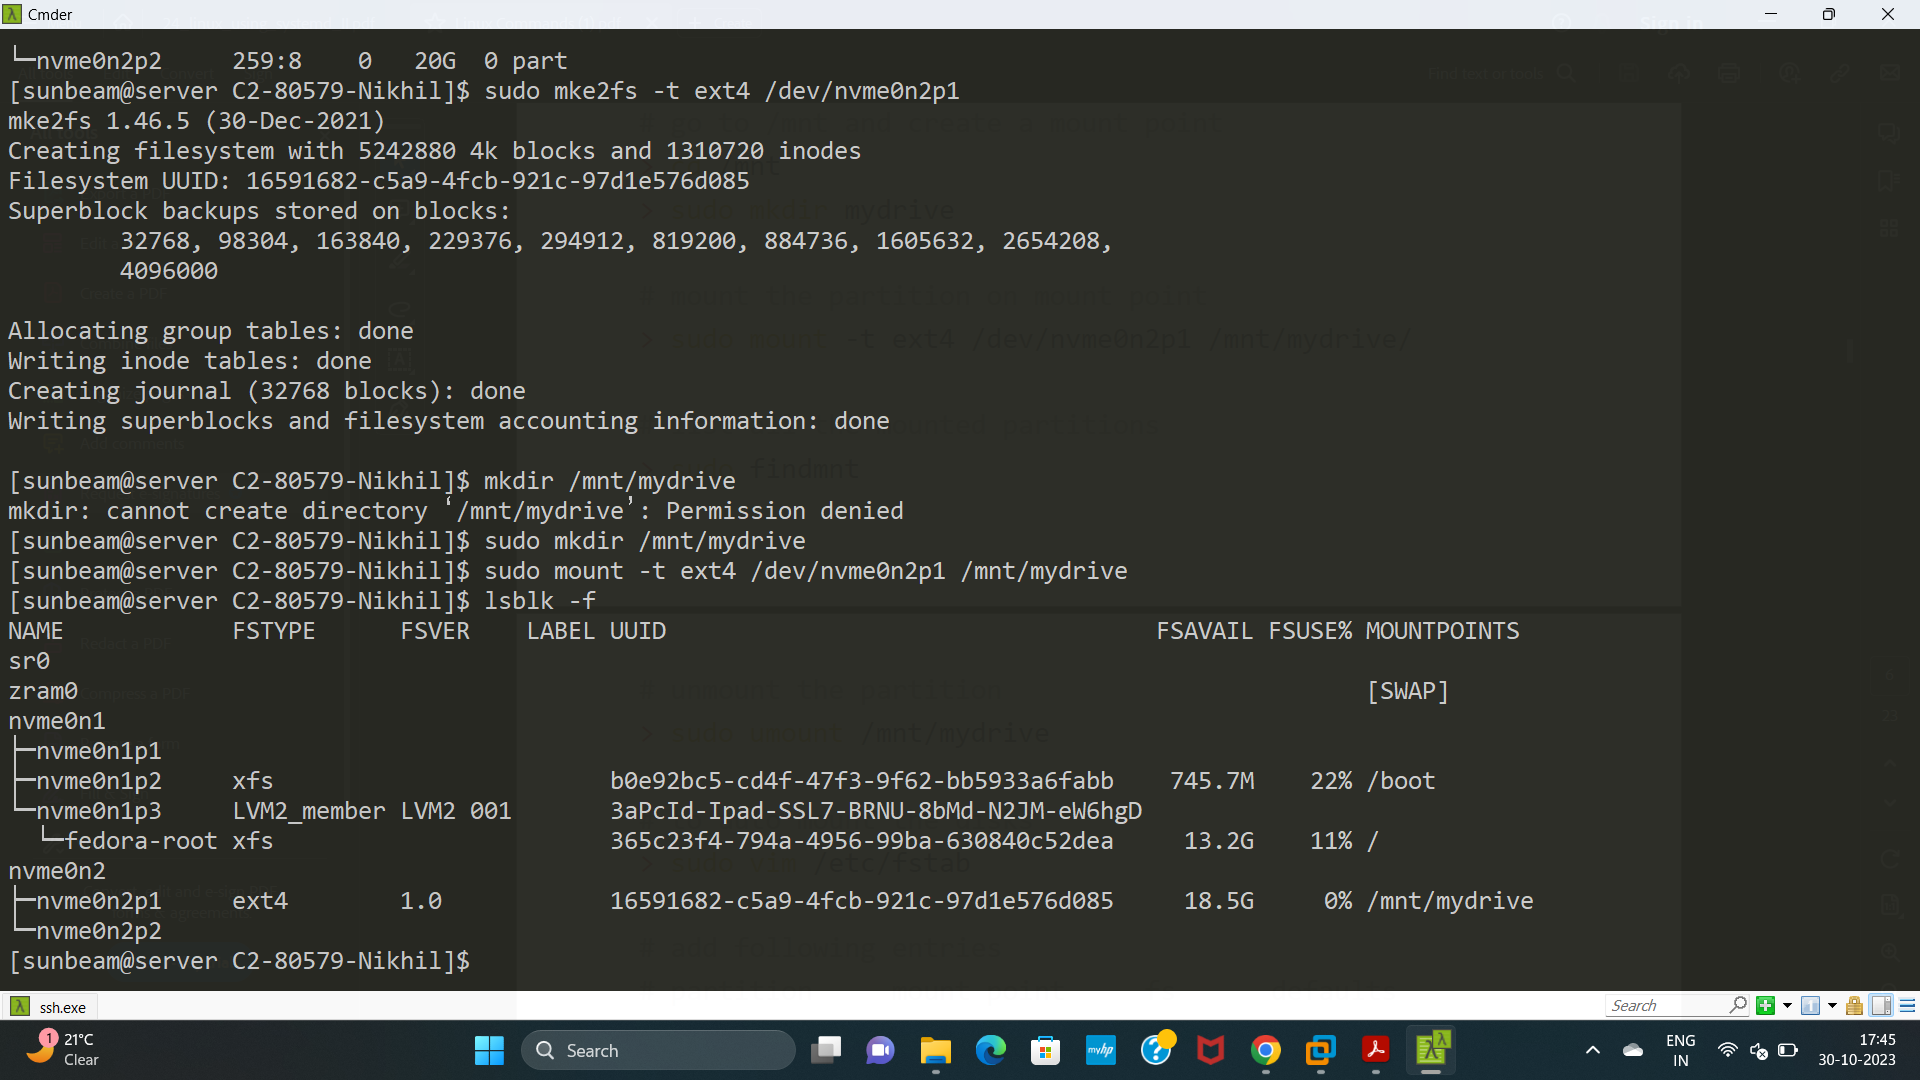 Cmder
└─nvme0n2p2     259:8    0   20G  0 part
[sunbeam@server C2-80579-Nikhil]$ sudo mke2fs -t ext4 /dev/nvme0n2p1
mke2fs 1.46.5 (30-Dec-2021)
Creating filesystem with 5242880 4k blocks and 1310720 inodes
Filesystem UUID: 16591682-c5a9-4fcb-921c-97d1e576d085
Superblock backups stored on blocks:
        32768, 98304, 163840, 229376, 294912, 819200, 884736, 1605632, 2654208,
        4096000
Allocating group tables: done
Writing inode tables: done
Creating journal (32768 blocks): done
Writing superblocks and filesystem accounting information: done
[sunbeam@server C2-80579-Nikhil]$ mkdir /mnt/mydrive
mkdir: cannot create directory ‘/mnt/mydrive’: Permission denied
[sunbeam@server C2-80579-Nikhil]$ sudo mkdir /mnt/mydrive
[sunbeam@server C2-80579-Nikhil]$ sudo mount -t ext4 /dev/nvme0n2p1 /mnt/mydrive
[sunbeam@server C2-80579-Nikhil]$ lsblk -f
NAME            FSTYPE      FSVER    LABEL UUID                                   FSAVAIL FSUSE% MOUNTPOINTS
sr0
zram0                                                                                            [SWAP]
nvme0n1
├─nvme0n1p1
├─nvme0n1p2     xfs                        b0e92bc5-cd4f-47f3-9f62-bb5933a6fabb    745.7M    22% /boot
└─nvme0n1p3     LVM2_member LVM2 001       3aPcId-Ipad-SSL7-BRNU-8bMd-N2JM-eW6hgD
  └─fedora-root xfs                        365c23f4-794a-4956-99ba-630840c52dea     13.2G    11% /
nvme0n2
├─nvme0n2p1     ext4        1.0            16591682-c5a9-4fcb-921c-97d1e576d085     18.5G     0% /mnt/mydrive
└─nvme0n2p2
[sunbeam@server C2-80579-Nikhil]$
ssh.exe
Search
1
21°C
Clear
Search
myhp
ENG
IN
17:45
30-10-2023